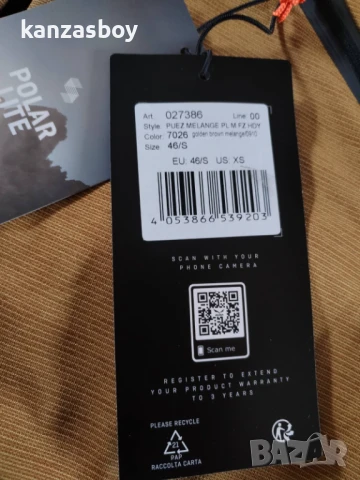 kanzasboy
POLAR
LITE
Art. 027386 Line: 00
Style: PUEZ MELANGE PL M FZ HDY
Color: 7026 golden brown melange/0910
Size: 46/S
EU: 46/S US: XS
4 053866 539203
SCAN WITH YOUR
PHONE CAMERA
Scan me
REGISTER TO EXTEND
YOUR PRODUCT WARRANTY
TO 3 YEARS
PLEASE RECYCLE
21
PAP
RACCOLTA CARTA
BAZAR